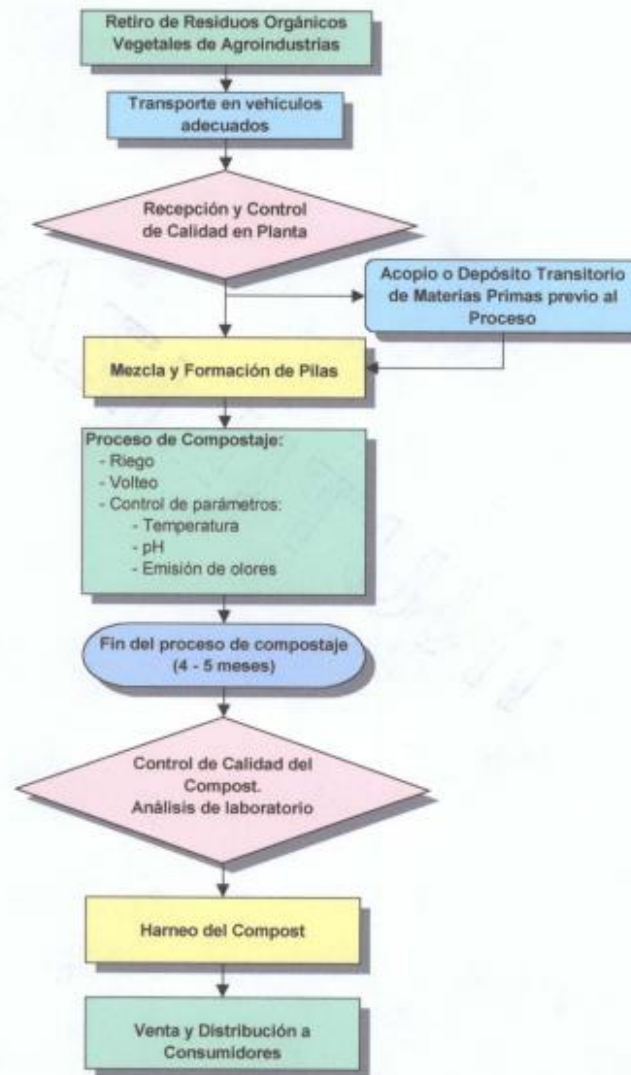 Retiro de Residuos Orgánicos
Vegetales de Agroindustrias
Transporte en vehículos
adecuados
Recepción y Control
de Calidad en Planta
Acopio o Depósito Transitorio
de Materias Primas previo al
Proceso
Mezcla y Formación de Pilas
Proceso de Compostaje:
- Riego
- Volteo
- Control de parámetros:
- Temperatura
- pH
- Emisión de olores
Fin del proceso de compostaje
(4 - 5 meses)
Control de Calidad del
Compost.
Análisis de laboratorio
Harneo del Compost
Venta y Distribución a
Consumidores